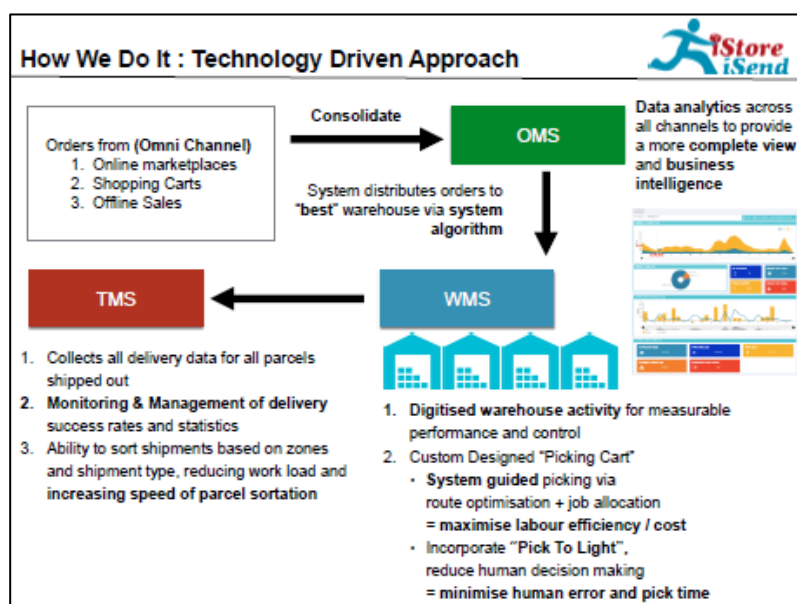 How We Do It : Technology Driven Approach
iStore
iSend
Orders from (Omni Channel)
1. Online marketplaces
2. Shopping Carts
3. Offline Sales
Consolidate
OMS
Data analytics across
all channels to provide
a more complete view
and business
intelligence
System distributes orders to
"best" warehouse via system
algorithm
TMS
WMS
1. Collects all delivery data for all parcels
shipped out
2. Monitoring & Management of delivery
success rates and statistics
3. Ability to sort shipments based on zones
and shipment type, reducing work load and
increasing speed of parcel sortation
1. Digitised warehouse activity for measurable
performance and control
2. Custom Designed "Picking Cart"
• System guided picking via
route optimisation + job allocation
= maximise labour efficiency / cost
• Incorporate "Pick To Light",
reduce human decision making
= minimise human error and pick time